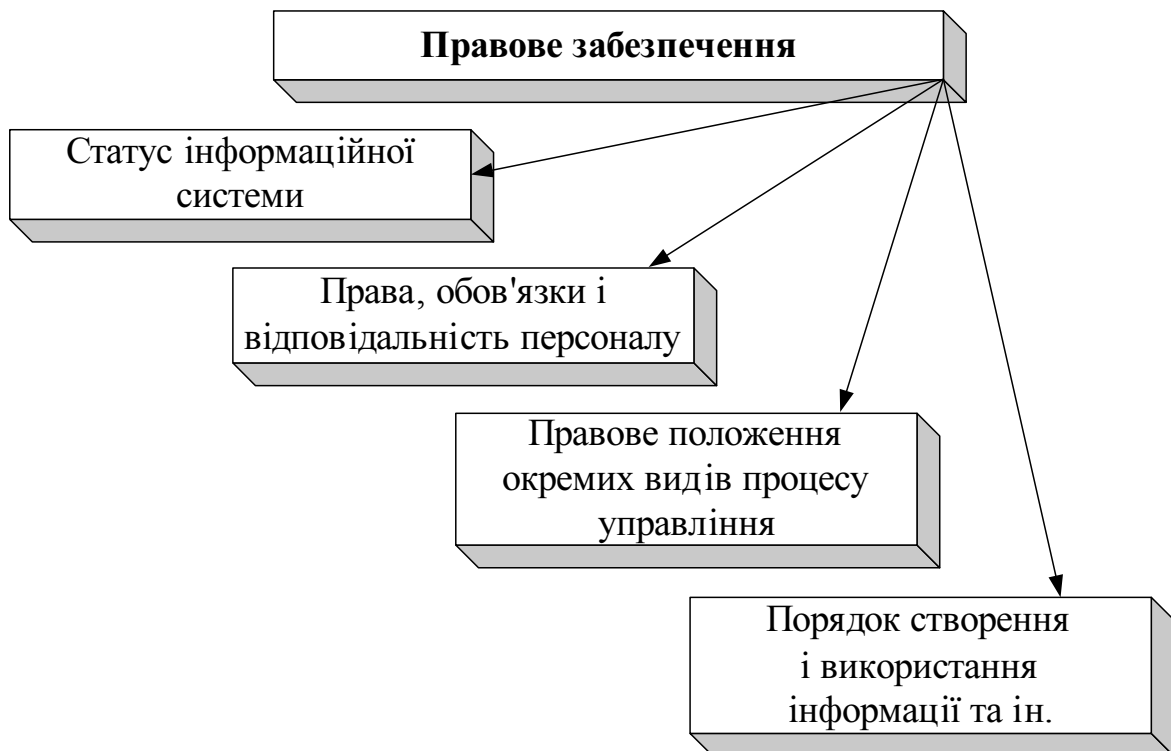 Правове забезпечення
Статус інформаційної
системи
Права, обов'язки і
відповідальність персоналу
Правове положення
окремих видів процесу
управління
Порядок створення
і використання
інформації та ін.